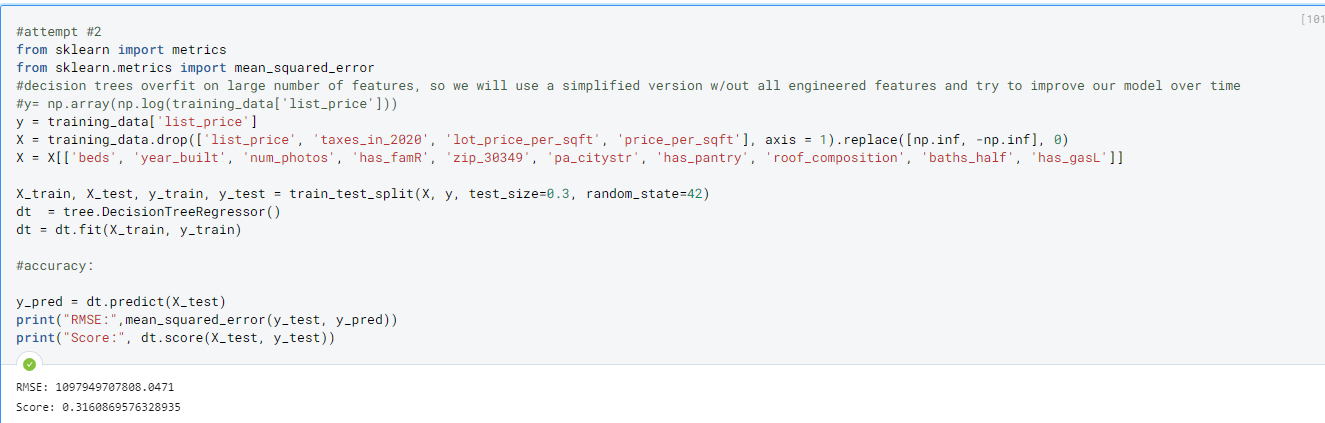 [101
#attempt #2
from sklearn import metrics
from sklearn.metrics import mean_squared_error
#decision trees overfit on large number of features, so we will use a simplified version w/out all engineered features and try to improve our model over time
#y= np.array(np.log(training_data['list_price']))
y = training_data['list_price']
X = training_data.drop(['list_price', 'taxes_in_2020', 'lot_price_per_sqft', 'price_per_sqft'], axis = 1).replace([np.inf, -np.inf], 0)
X = X[['beds', 'year_built', 'num_photos', 'has_famR', 'zip_30349', 'pa_citystr', 'has_pantry', 'roof_composition', 'baths_half', 'has_gasL']]
X_train, X_test, y_train, y_test = train_test_split(X, y, test_size=0.3, random_state=42)
dt  = tree.DecisionTreeRegressor()
dt = dt.fit(X_train, y_train)
#accuracy:
y_pred = dt.predict(X_test)
print("RMSE:",mean_squared_error(y_test, y_pred))
print("Score:", dt.score(X_test, y_test))
RMSE: 1097949707808.0471
Score: 0.3160869576328935